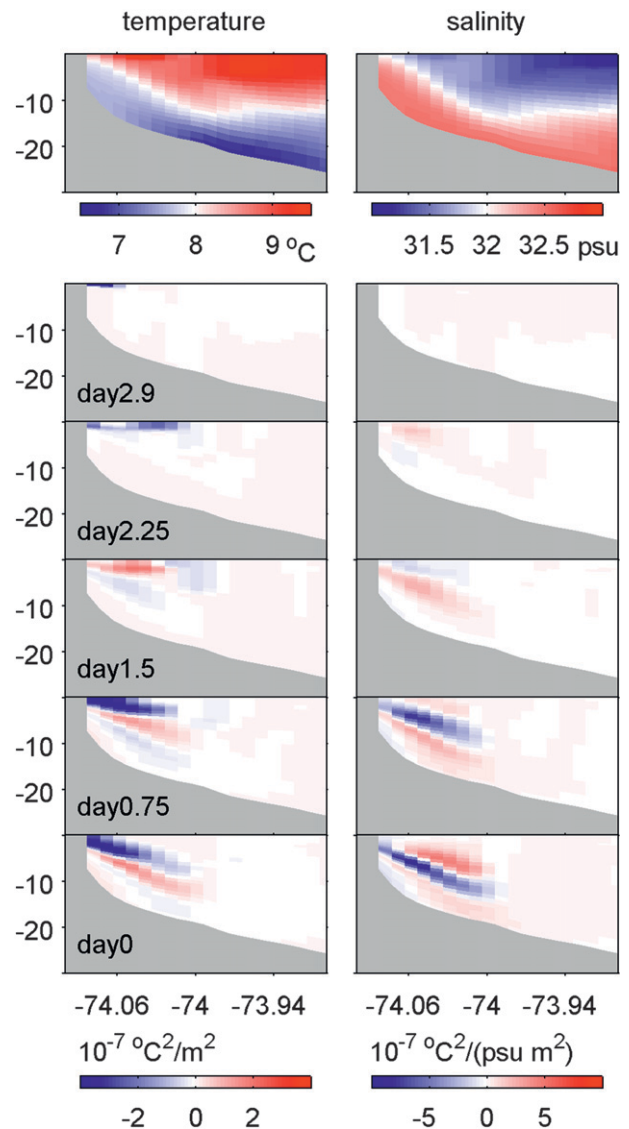 temperature salinity
-10
-20
7 8 9 °C 31.5 32 32.5 psu
-10
-20
day2.9
-10
-20
day2.25
-10
-20
day1.5
-10
-20
day0.75
-10
-20
day0
-74.06 -74 -73.94 -74.06 -74 -73.94
10⁻⁷ °C²/m² 10⁻⁷ °C²/(psu m²)
-2 0 2 -5 0 5